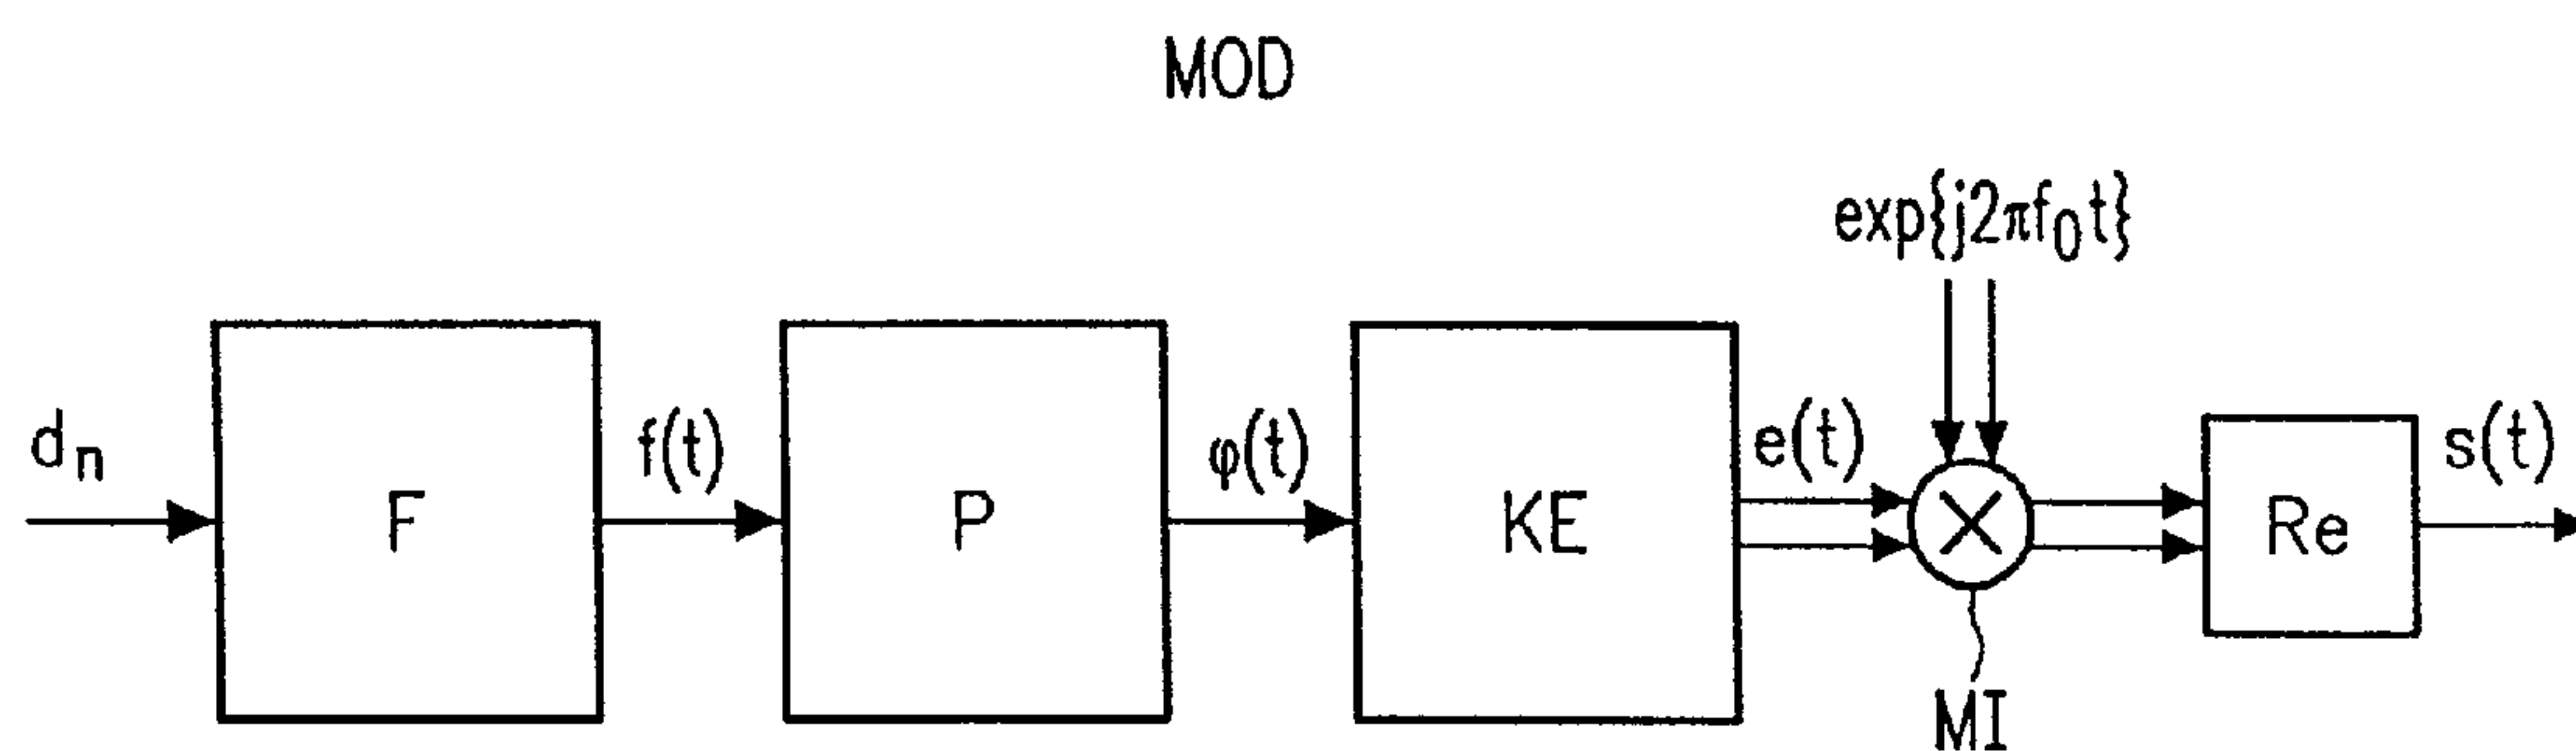 MOD
exp{j2πf₀t}
dₙ
F
f(t)
P
φ(t)
KE
e(t)
Re
s(t)
MI